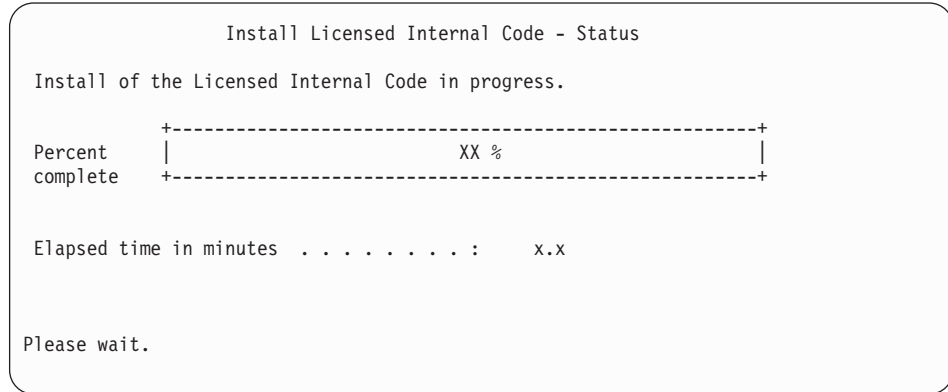 Install Licensed Internal Code - Status
Install of the Licensed Internal Code in progress.
+------------------------------------------------------+
Percent | XX % |
complete +------------------------------------------------------+
Elapsed time in minutes . . . . . . . . : x.x
Please wait.